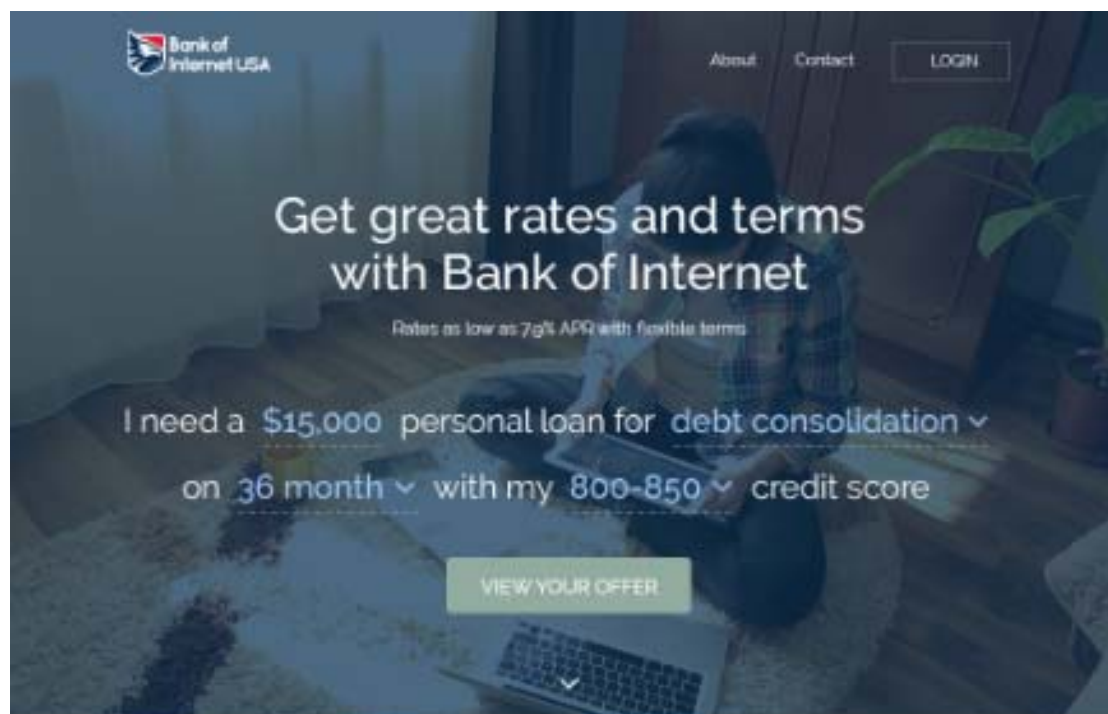 Bank of
Internet USA
About Contact LOGIN
Get great rates and terms
with Bank of Internet
Rates as low as 7.9% APR with flexible terms
I need a $15,000 personal loan for debt consolidation
on 36 month with my 800-850 credit score
VIEW YOUR OFFER